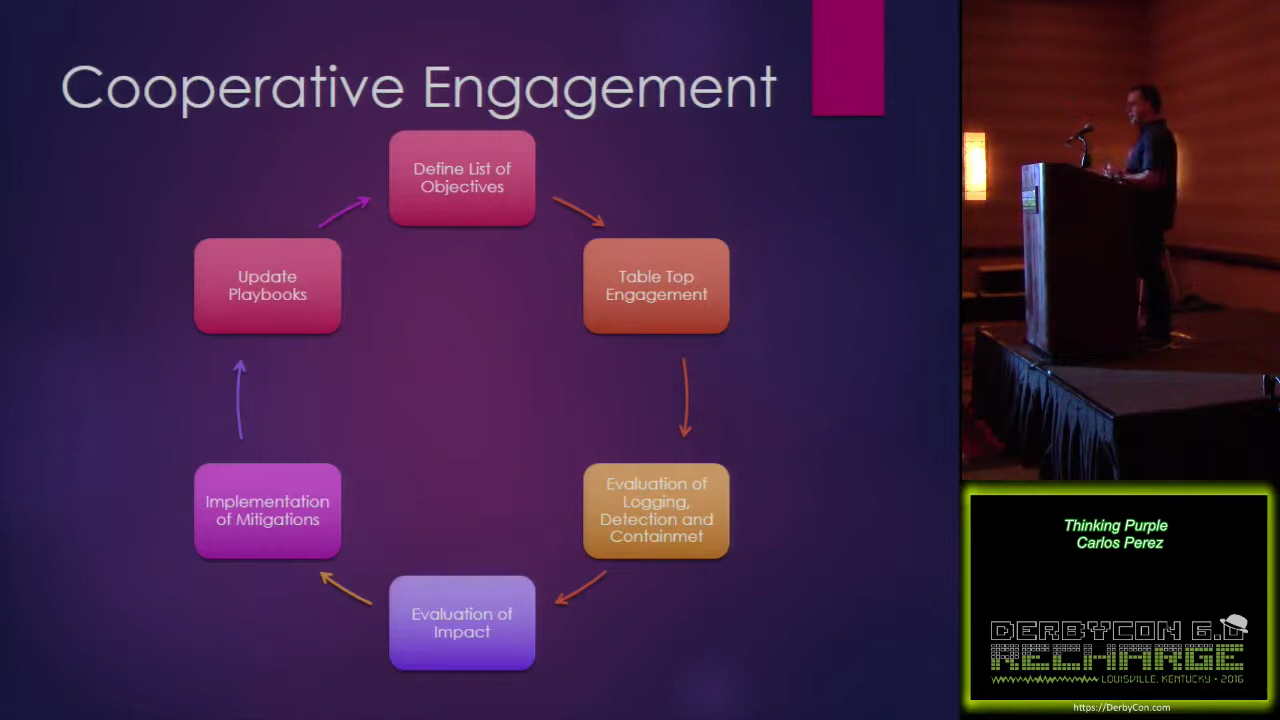 Cooperative Engagement
Define List of
Objectives
Table Top
Engagement
Evaluation of
Logging,
Detection and
Containmet
Evaluation of
Impact
Implementation
of Mitigations
Update
Playbooks
Thinking Purple
Carlos Perez
DERBYCON 6.0
RECHARGE
LOUISVILLE, KENTUCKY • 2016
https://DerbyCon.com